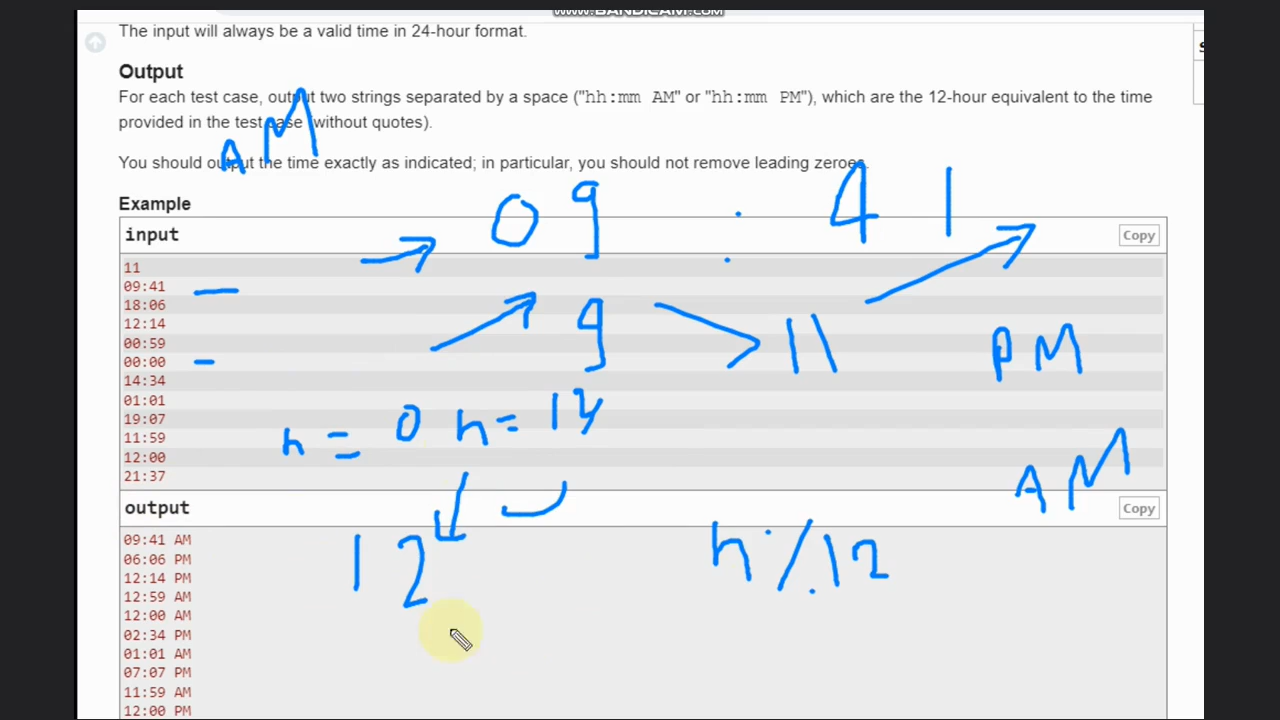 www.BANDICAM.COM
The input will always be a valid time in 24-hour format.
Output
For each test case, output two strings separated by a space ("hh:mm AM" or "hh:mm PM"), which are the 12-hour equivalent to the time
provided in the test case (without quotes).
AM
You should output the time exactly as indicated; in particular, you should not remove leading zeroes.
Example
09 : 41
input
Copy
11
09:41
18:06
12:14
00:59
00:00
14:34
01:01
19:07
11:59
12:00
21:37
9 11
PM
h = 0 h = 13
AM
output
Copy
12
h%12
09:41 AM
06:06 PM
12:14 PM
12:59 AM
12:00 AM
02:34 PM
01:01 AM
07:07 PM
11:59 AM
12:00 PM